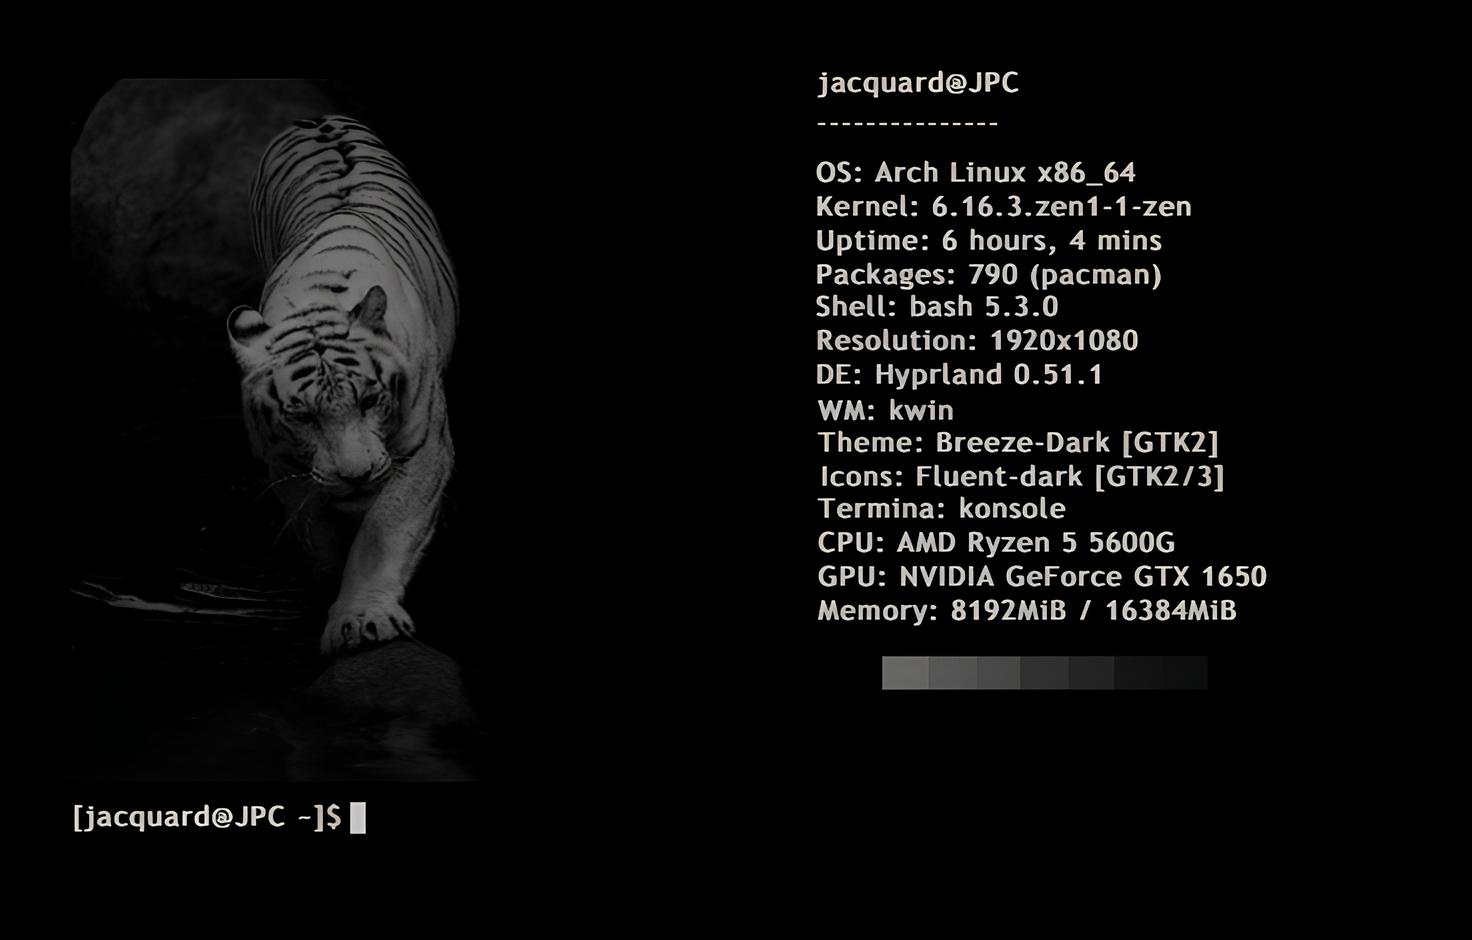 jacquard@JPC
---------------
OS: Arch Linux x86_64
Kernel: 6.16.3.zen1-1-zen
Uptime: 6 hours, 4 mins
Packages: 790 (pacman)
Shell: bash 5.3.0
Resolution: 1920x1080
DE: Hyprland 0.51.1
WM: kwin
Theme: Breeze-Dark [GTK2]
Icons: Fluent-dark [GTK2/3]
Termina: konsole
CPU: AMD Ryzen 5 5600G
GPU: NVIDIA GeForce GTX 1650
Memory: 8192MiB / 16384MiB
[jacquard@JPC ~]$